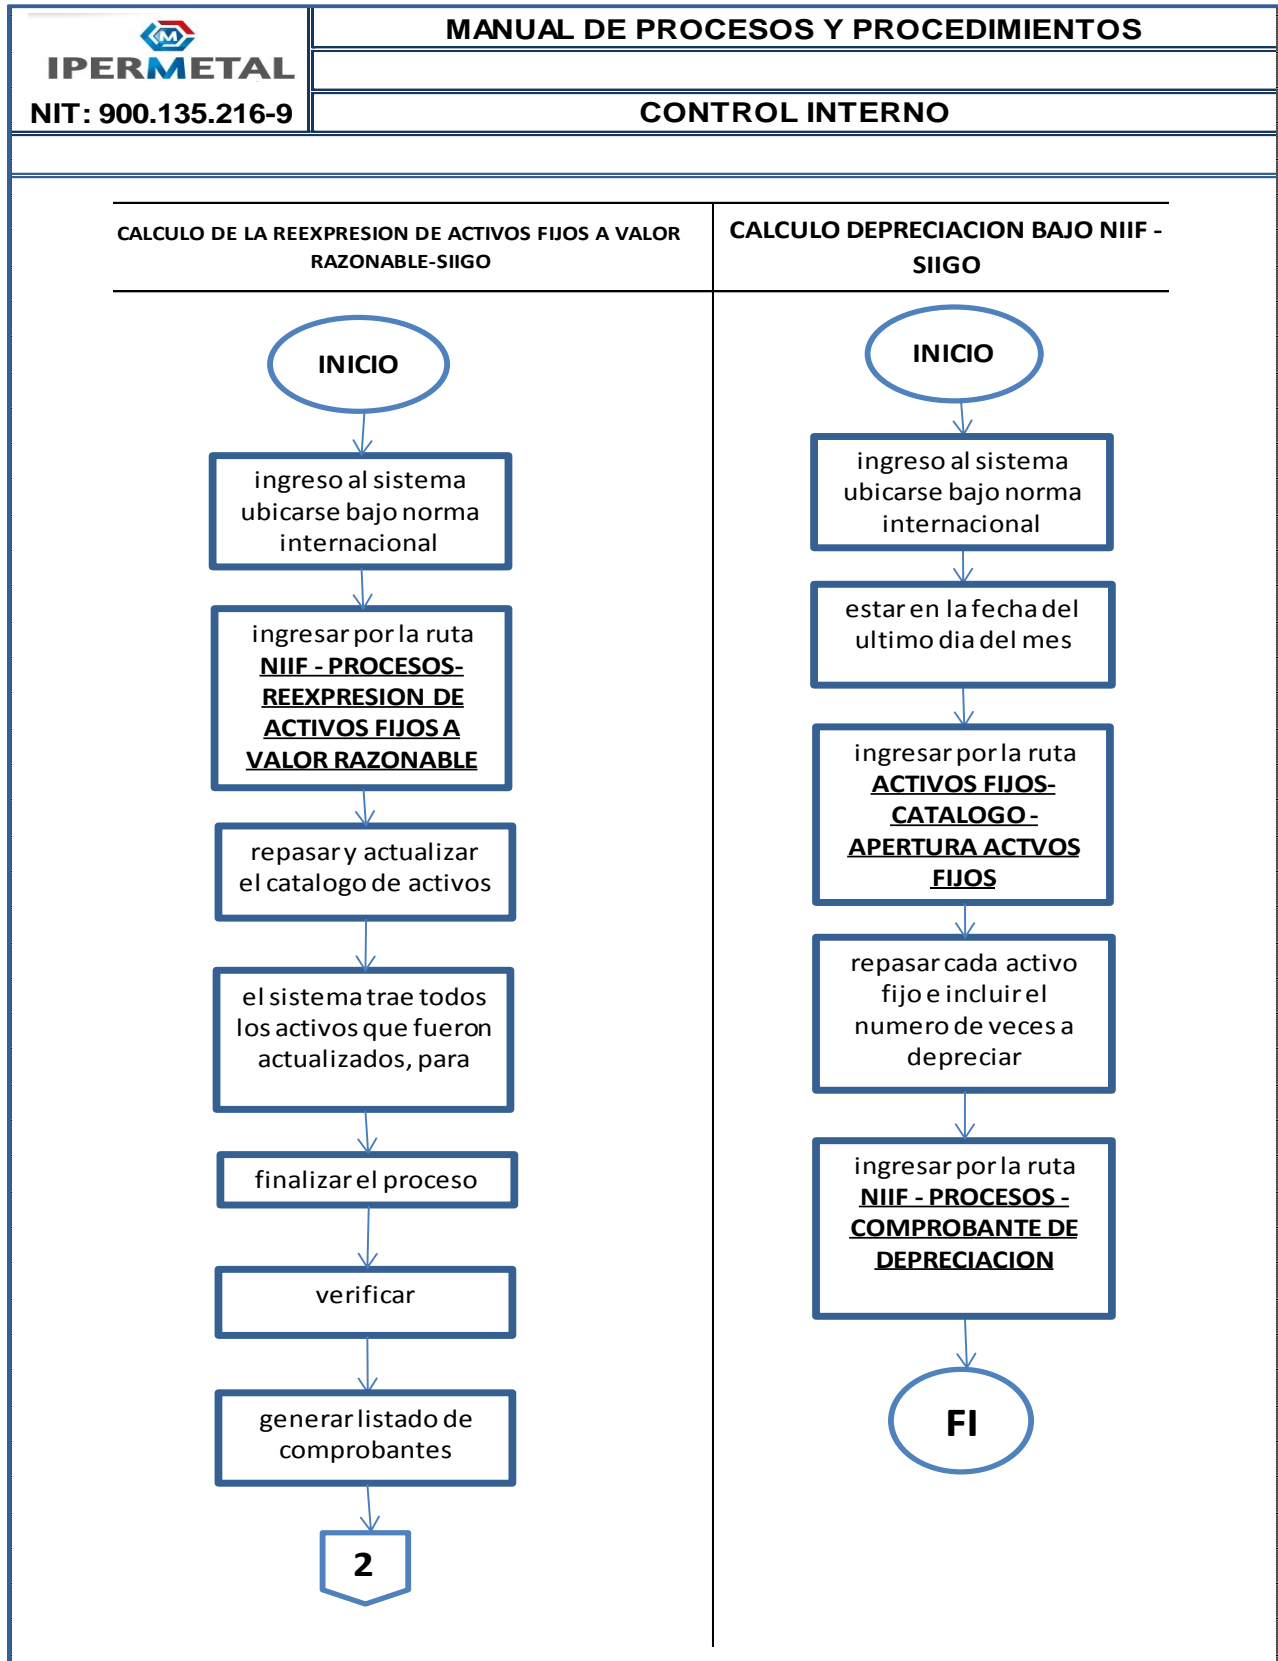 IPERMETAL
NIT: 900.135.216-9
MANUAL DE PROCESOS Y PROCEDIMIENTOS
CONTROL INTERNO
CALCULO DE LA REEXPRESION DE ACTIVOS FIJOS A VALOR
RAZONABLE-SIIGO
INICIO
ingreso al sistema
ubicarse bajo norma
internacional
ingresar por la ruta
NIIF - PROCESOS-
REEXPRESION DE
ACTIVOS FIJOS A
VALOR RAZONABLE
repasar y actualizar
el catalogo de activos
el sistema trae todos
los activos que fueron
actualizados, para
finalizar el proceso
verificar
generar listado de
comprobantes
2
CALCULO DEPRECIACION BAJO NIIF -
SIIGO
INICIO
ingreso al sistema
ubicarse bajo norma
internacional
estar en la fecha del
ultimo dia del mes
ingresar por la ruta
ACTIVOS FIJOS-
CATALOGO -
APERTURA ACTVOS
FIJOS
repasar cada activo
fijo e incluir el
numero de veces a
depreciar
ingresar por la ruta
NIIF - PROCESOS -
COMPROBANTE DE
DEPRECIACION
FI